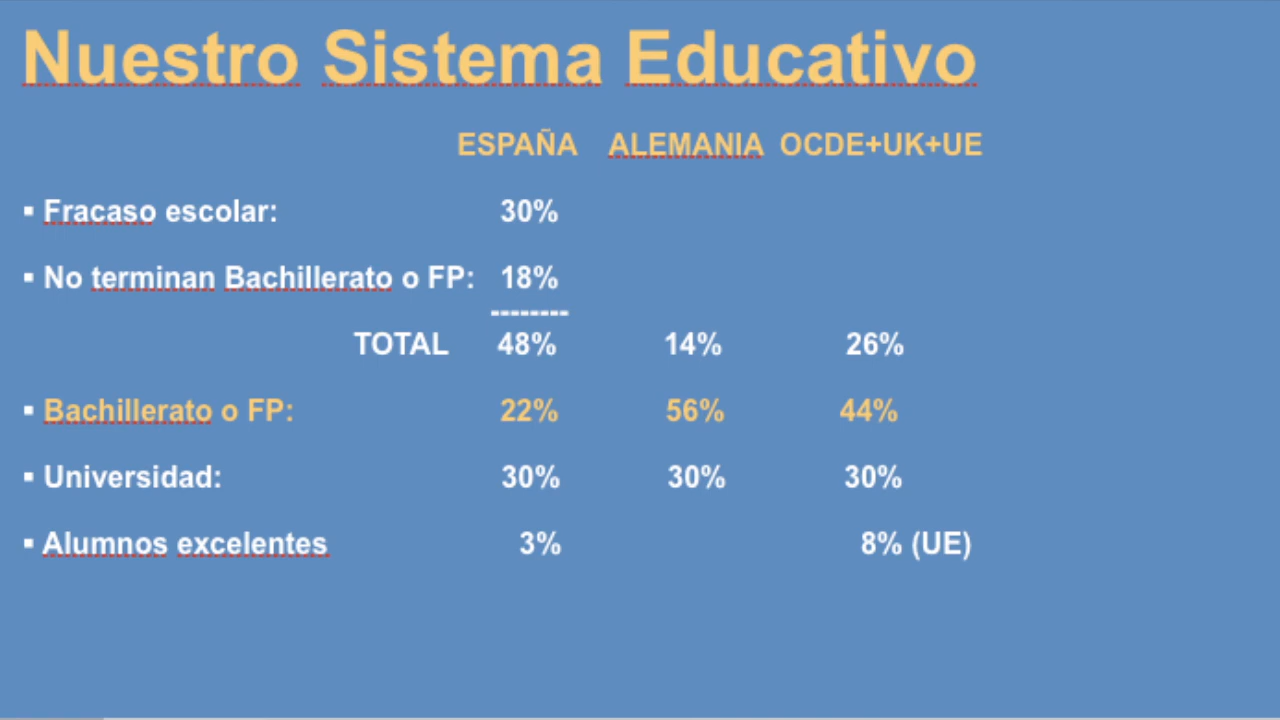 Nuestro Sistema Educativo
ESPAÑA ALEMANIA OCDE+UK+UE
▪ Fracaso escolar: 30%
▪ No terminan Bachillerato o FP: 18%
--------
TOTAL 48% 14% 26%
▪ Bachillerato o FP: 22% 56% 44%
▪ Universidad: 30% 30% 30%
▪ Alumnos excelentes 3% 8% (UE)